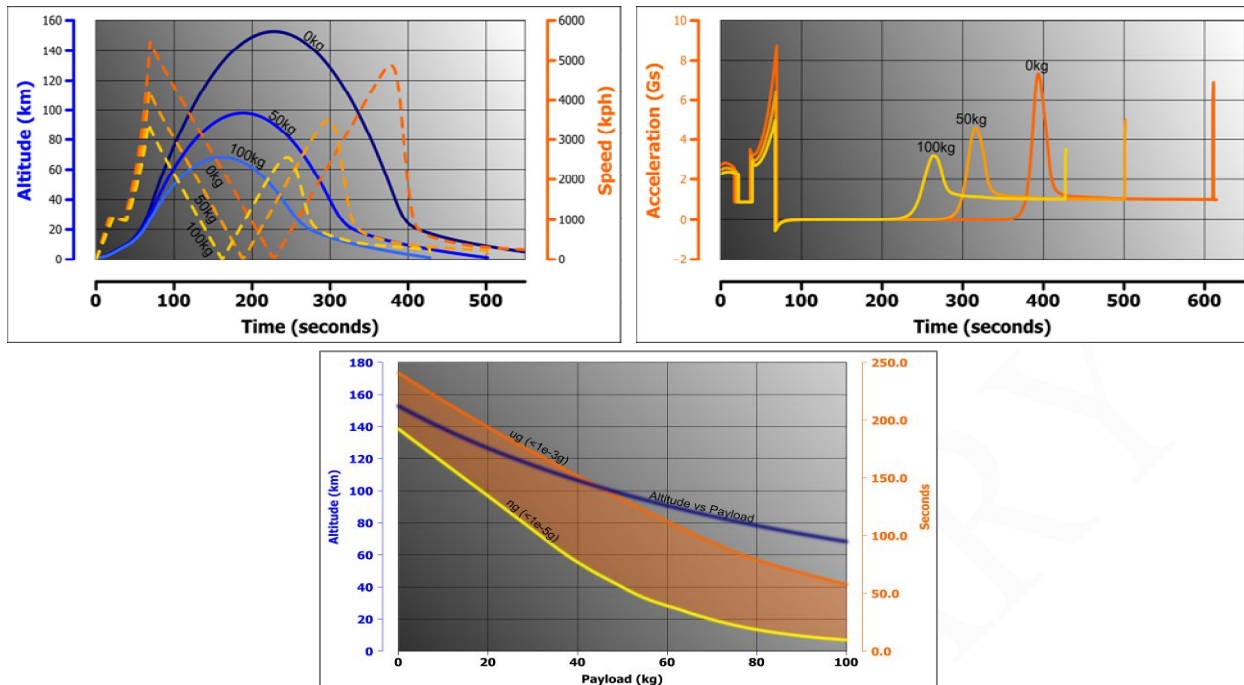 160
140
120
100
80
60
40
20
0
Altitude (km)
6000
5000
4000
3000
2000
1000
0
Speed (kph)
0kg
50kg
100kg
0kg
50kg
100kg
0 100 200 300 400 500
Time (seconds)
10
8
6
4
2
0
−2
Acceleration (Gs)
0kg
50kg
100kg
0 100 200 300 400 500 600
Time (seconds)
180
160
140
120
100
80
60
40
20
0
Altitude (km)
250.0
200.0
150.0
100.0
50.0
0.0
Seconds
ug (<1e-3g)
Altitude vs Payload
ng (<1e-5g)
0 20 40 60 80 100
Payload (kg)
ARY